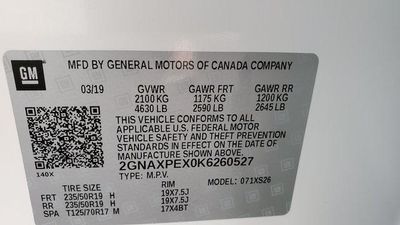 GM
MFD BY GENERAL MOTORS OF CANADA COMPANY
03/19 GVWR GAWR FRT GAWR RR
2100 KG 1175 KG 1200 KG
4630 LB 2590 LB 2645 LB
THIS VEHICLE CONFORMS TO ALL
APPLICABLE U.S. FEDERAL MOTOR
VEHICLE SAFETY AND THEFT PREVENTION
STANDARDS IN EFFECT ON THE DATE OF
MANUFACTURE SHOWN ABOVE.
2GNAXPEX0K6260527
140X TYPE: M.P.V. 071XS26
TIRE SIZE RIM
FRT 235/50R19 H 19X7.5J
RR 235/50R19 H 19X7.5J
SPA T125/70R17 M 17X4BT